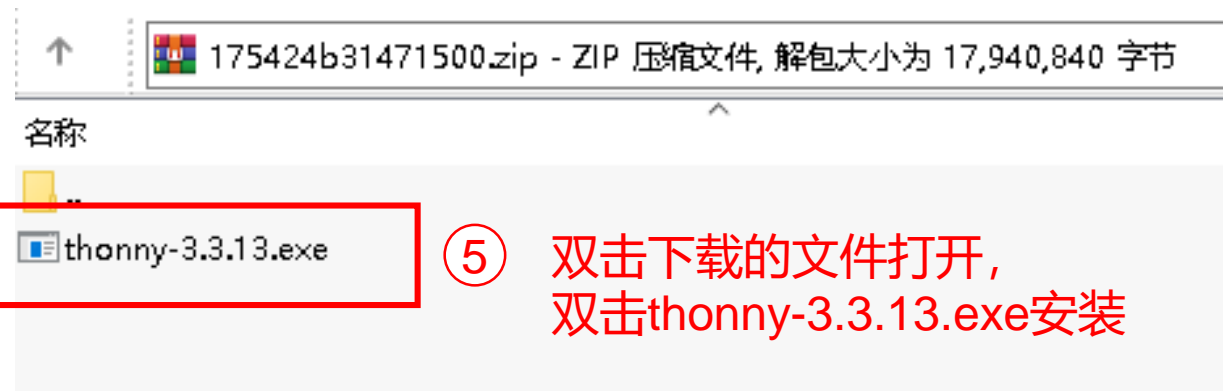 175424b31471500.zip - ZIP 压缩文件, 解包大小为 17,940,840 字节
名称
..
thonny-3.3.13.exe
⑤ 双击下载的文件打开，
双击thonny-3.3.13.exe安装